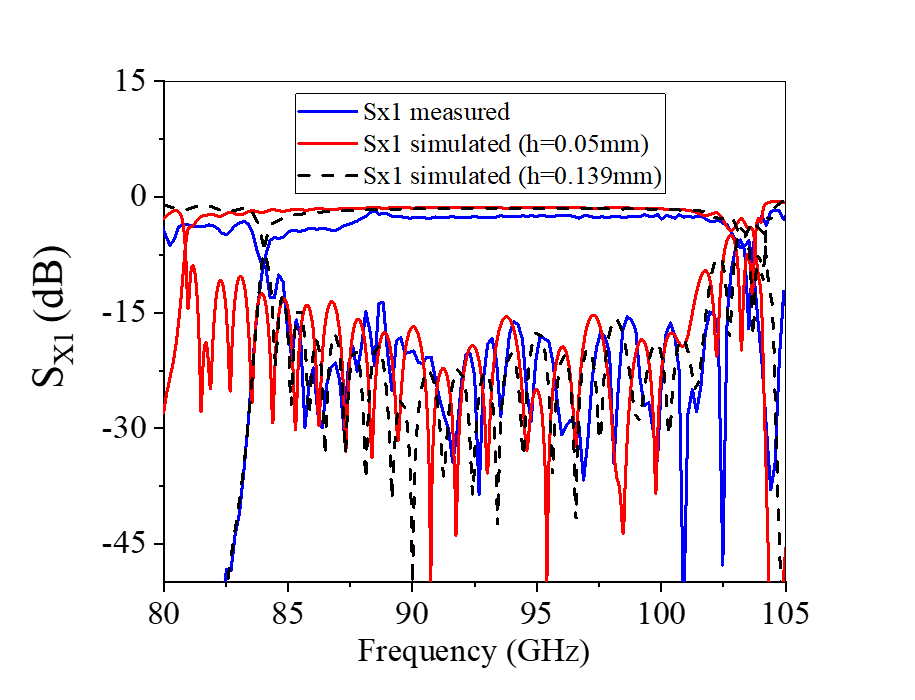 15
0
-15
-30
-45
S_X1 (dB)
Sx1 measured
Sx1 simulated (h=0.05mm)
Sx1 simulated (h=0.139mm)
80 85 90 95 100 105
Frequency (GHz)